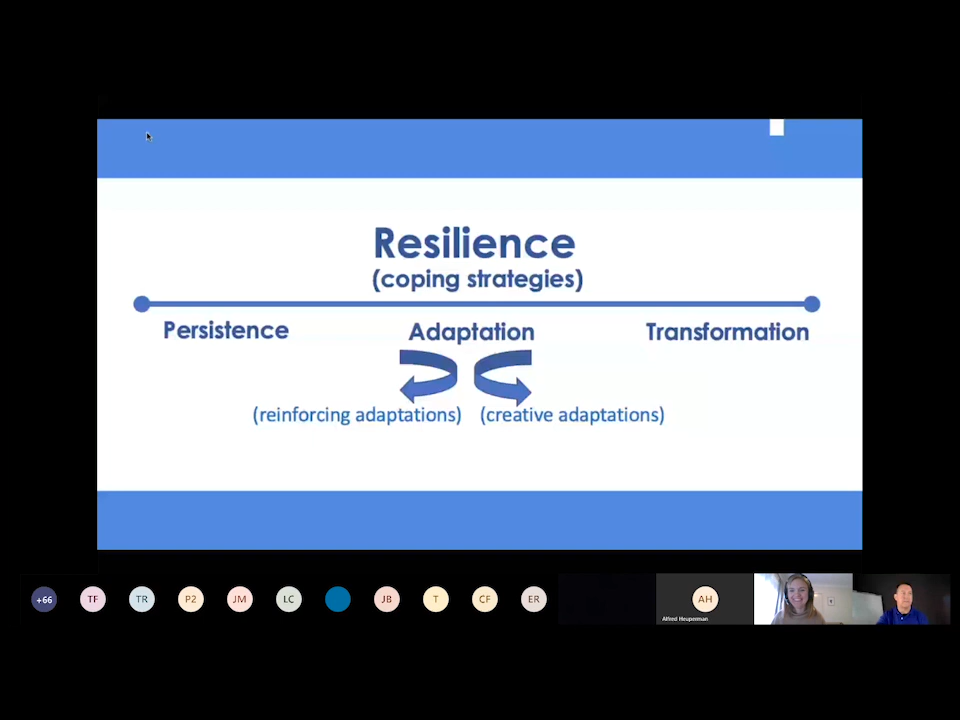 Resilience
(coping strategies)
Persistence Adaptation Transformation
(reinforcing adaptations) (creative adaptations)
+66 TF TR P2 JM LC JB T CF ER AH
Alfred Heuperman